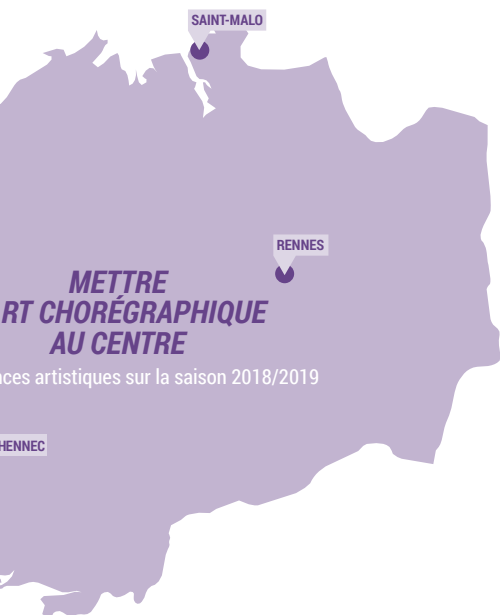 SAINT-MALO
RENNES
METTRE
RT CHORÉGRAPHIQUE
AU CENTRE
nces artistiques sur la saison 2018/2019
HENNEC